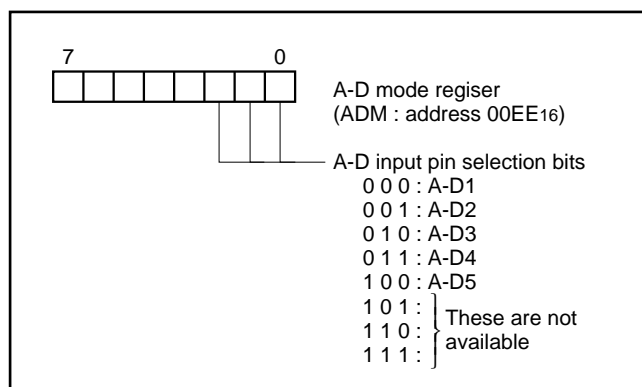 7 0
A-D mode regiser
(ADM : address 00EE16)
A-D input pin selection bits
0 0 0 : A-D1
0 0 1 : A-D2
0 1 0 : A-D3
0 1 1 : A-D4
1 0 0 : A-D5
1 0 1 :
1 1 0 :
1 1 1 :
These are not
available